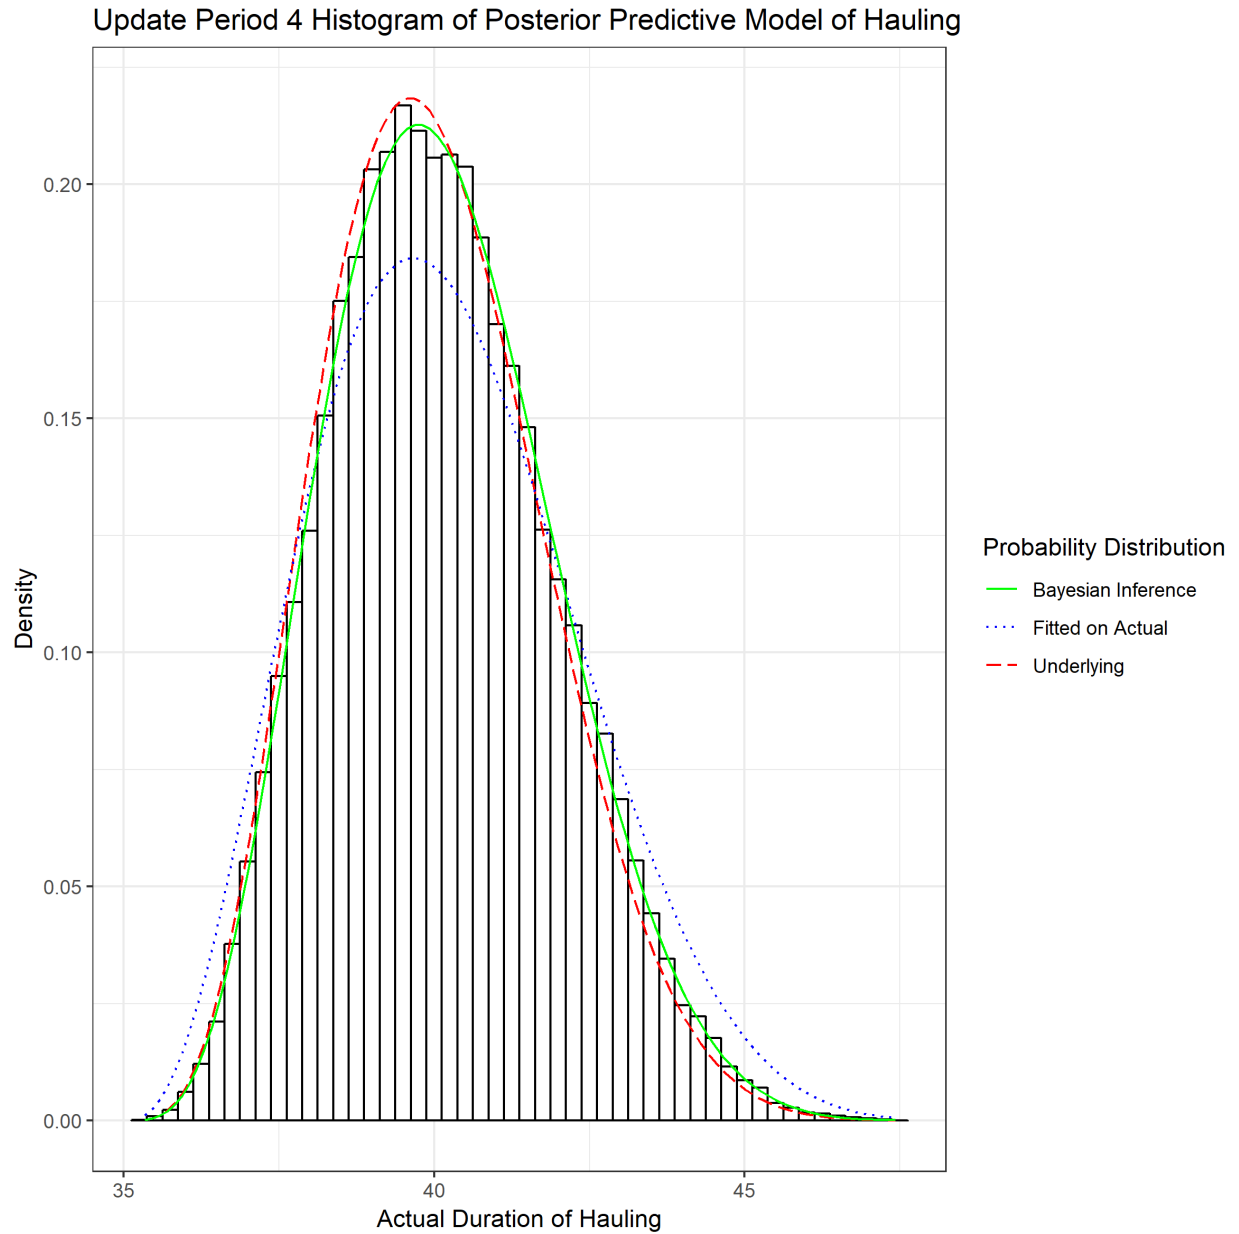 Update Period 4 Histogram of Posterior Predictive Model of Hauling
0.20
0.15
0.10
0.05
0.00
Density
35 40 45
Actual Duration of Hauling
Probability Distribution
Bayesian Inference
Fitted on Actual
Underlying